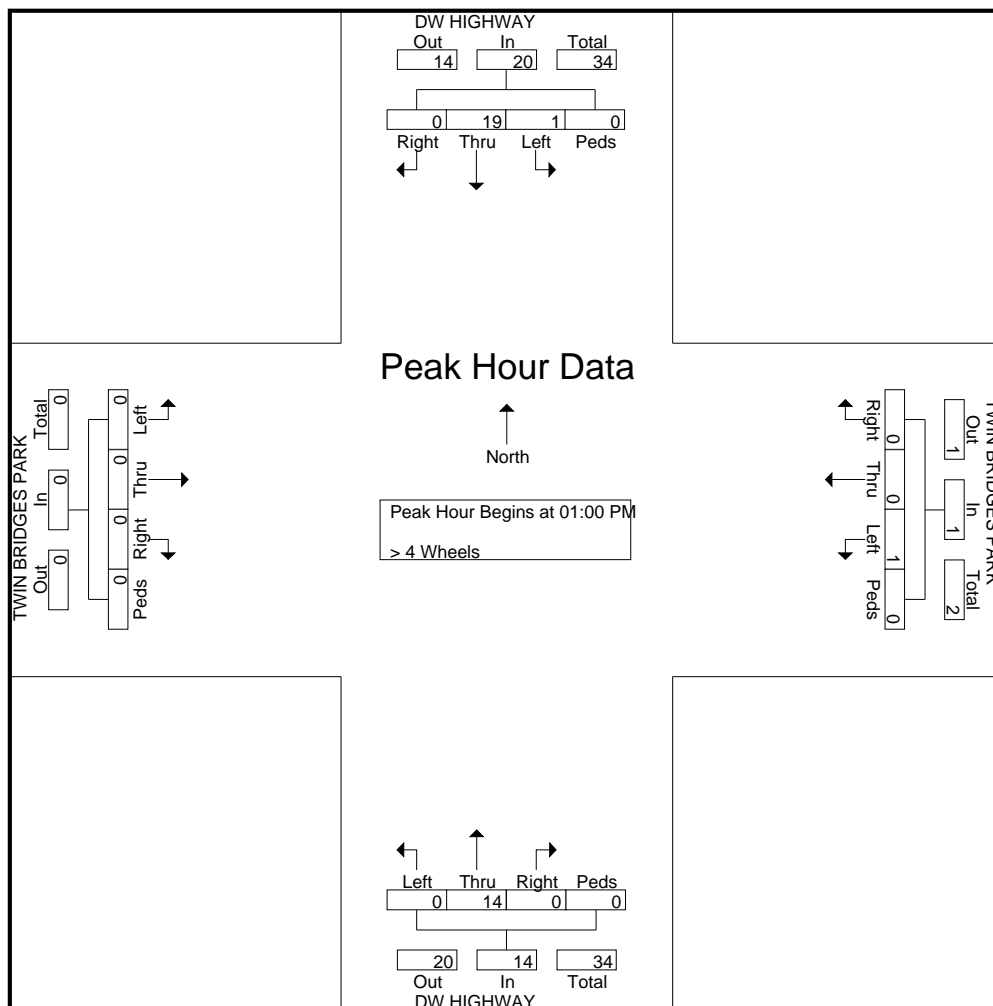 DW HIGHWAY
Out In Total
14 20 34
0 19 1 0
Right Thru Left Peds
Peak Hour Data
North
Peak Hour Begins at 01:00 PM
> 4 Wheels
TWIN BRIDGES PARK
Out In Total
0 0 0
0 0 0 0
Left Thru Right Peds
TWIN BRIDGES PARK
Out In Total
1 1 2
0 0 1 0
Right Thru Left Peds
Left Thru Right Peds
0 14 0 0
20 14 34
Out In Total
DW HIGHWAY